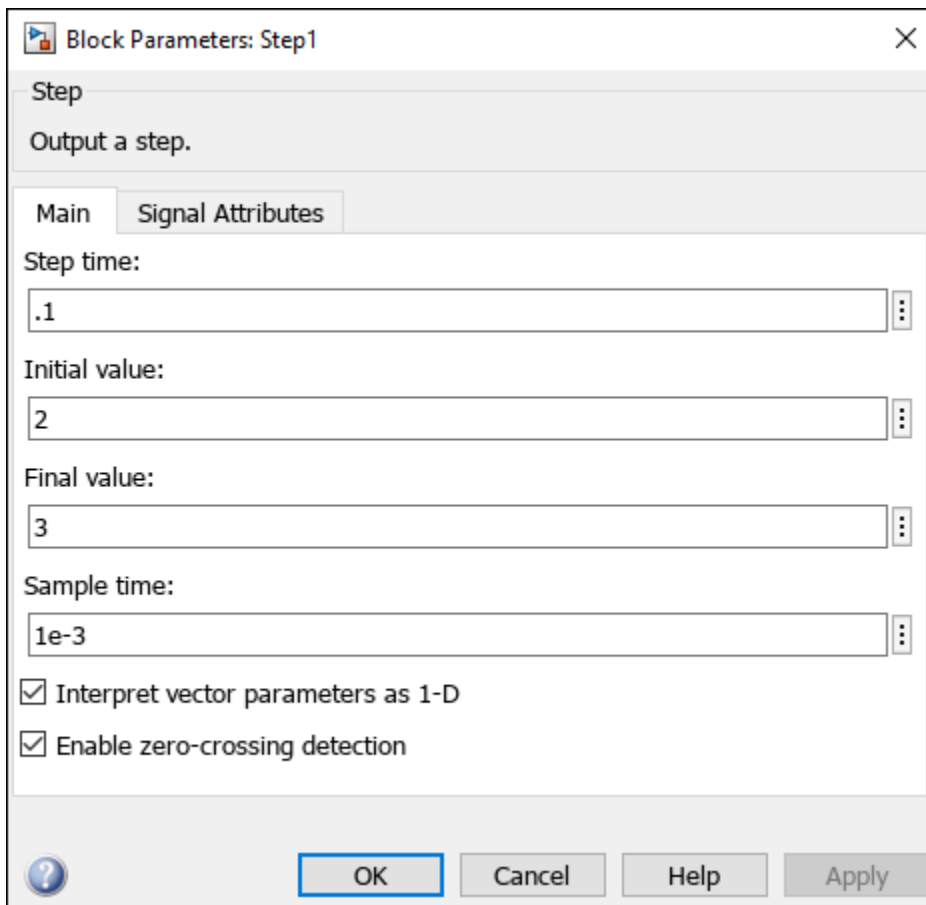 Block Parameters: Step1
Step
Output a step.
Main Signal Attributes
Step time:
.1
Initial value:
2
Final value:
3
Sample time:
1e-3
Interpret vector parameters as 1-D
Enable zero-crossing detection
? OK Cancel Help Apply